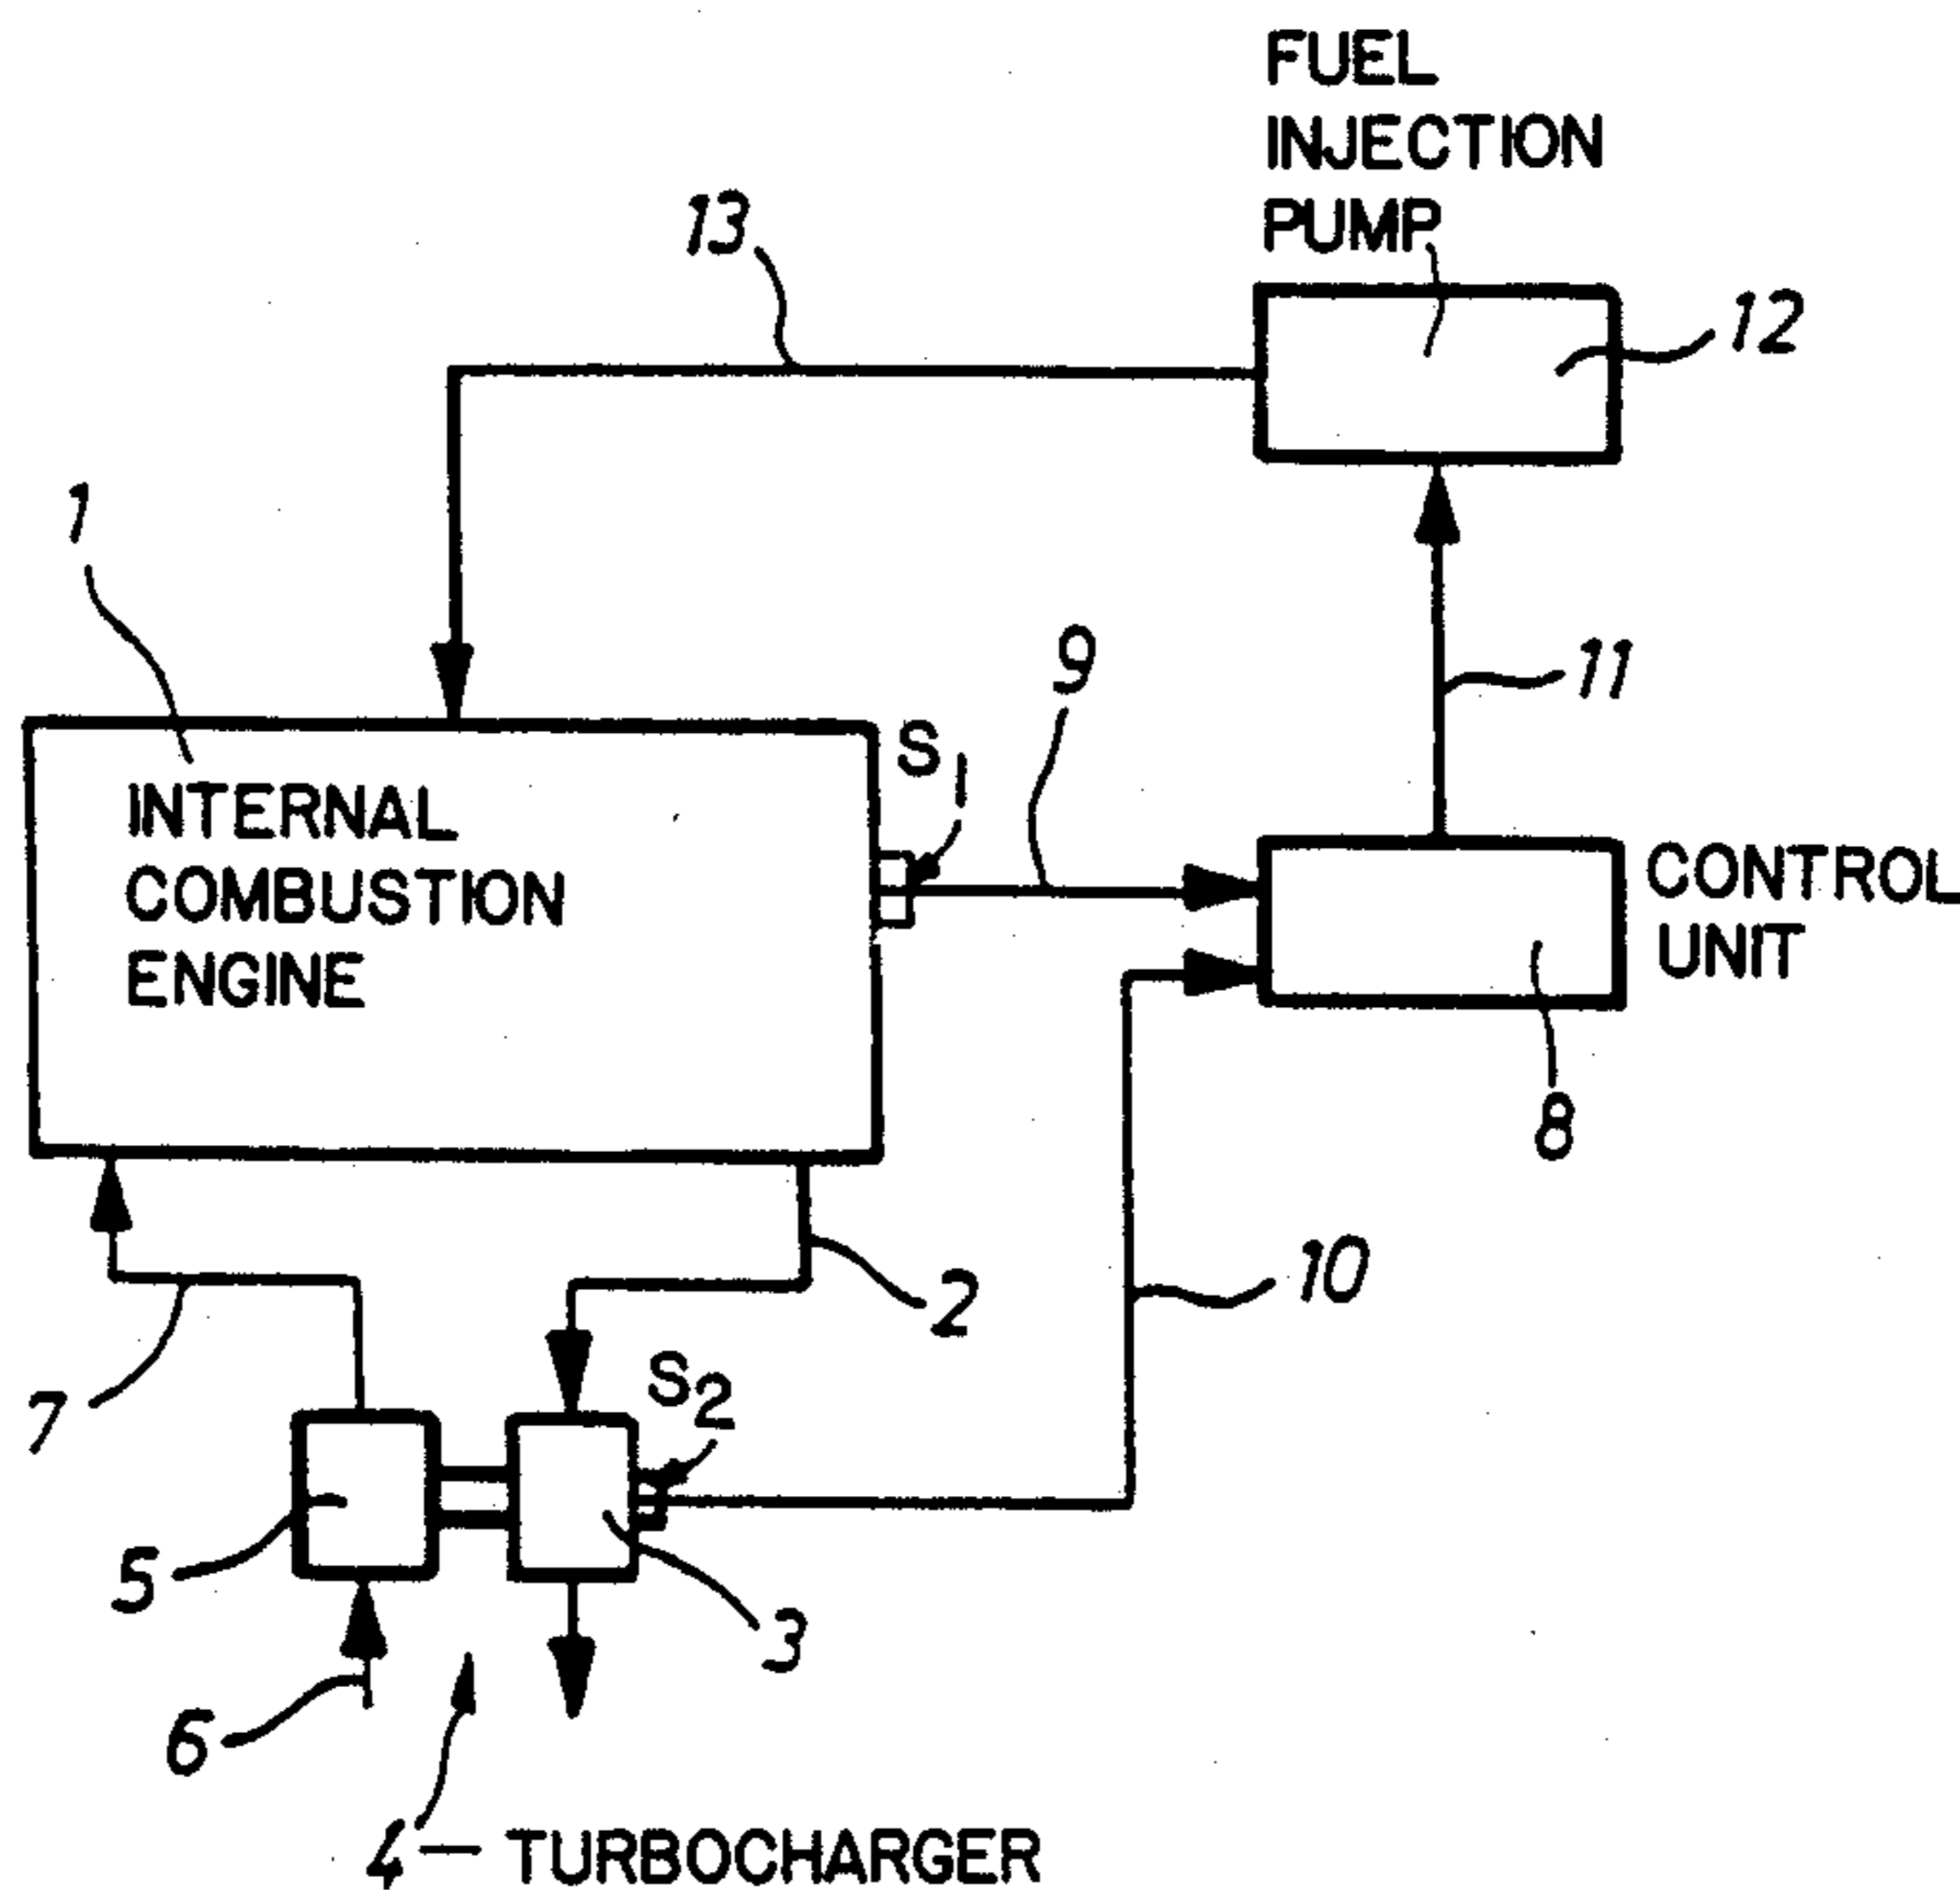 FUEL
INJECTION
PUMP
13
12
1
11
9
S1
INTERNAL
COMBUSTION
ENGINE
CONTROL
UNIT
8
10
2
7
S2
5
3
6
4 — TURBOCHARGER